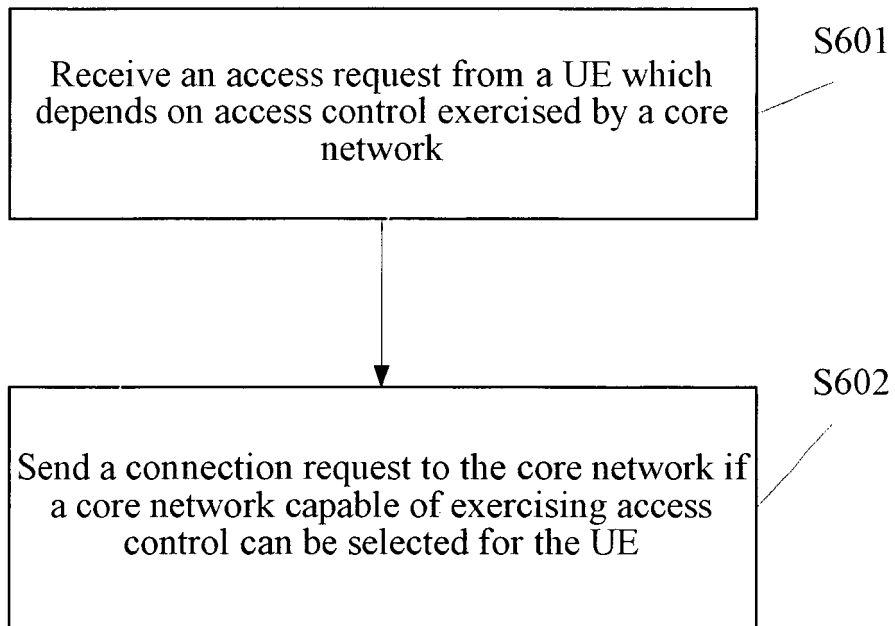 S601
Receive an access request from a UE which
depends on access control exercised by a core
network
S602
Send a connection request to the core network if
a core network capable of exercising access
control can be selected for the UE